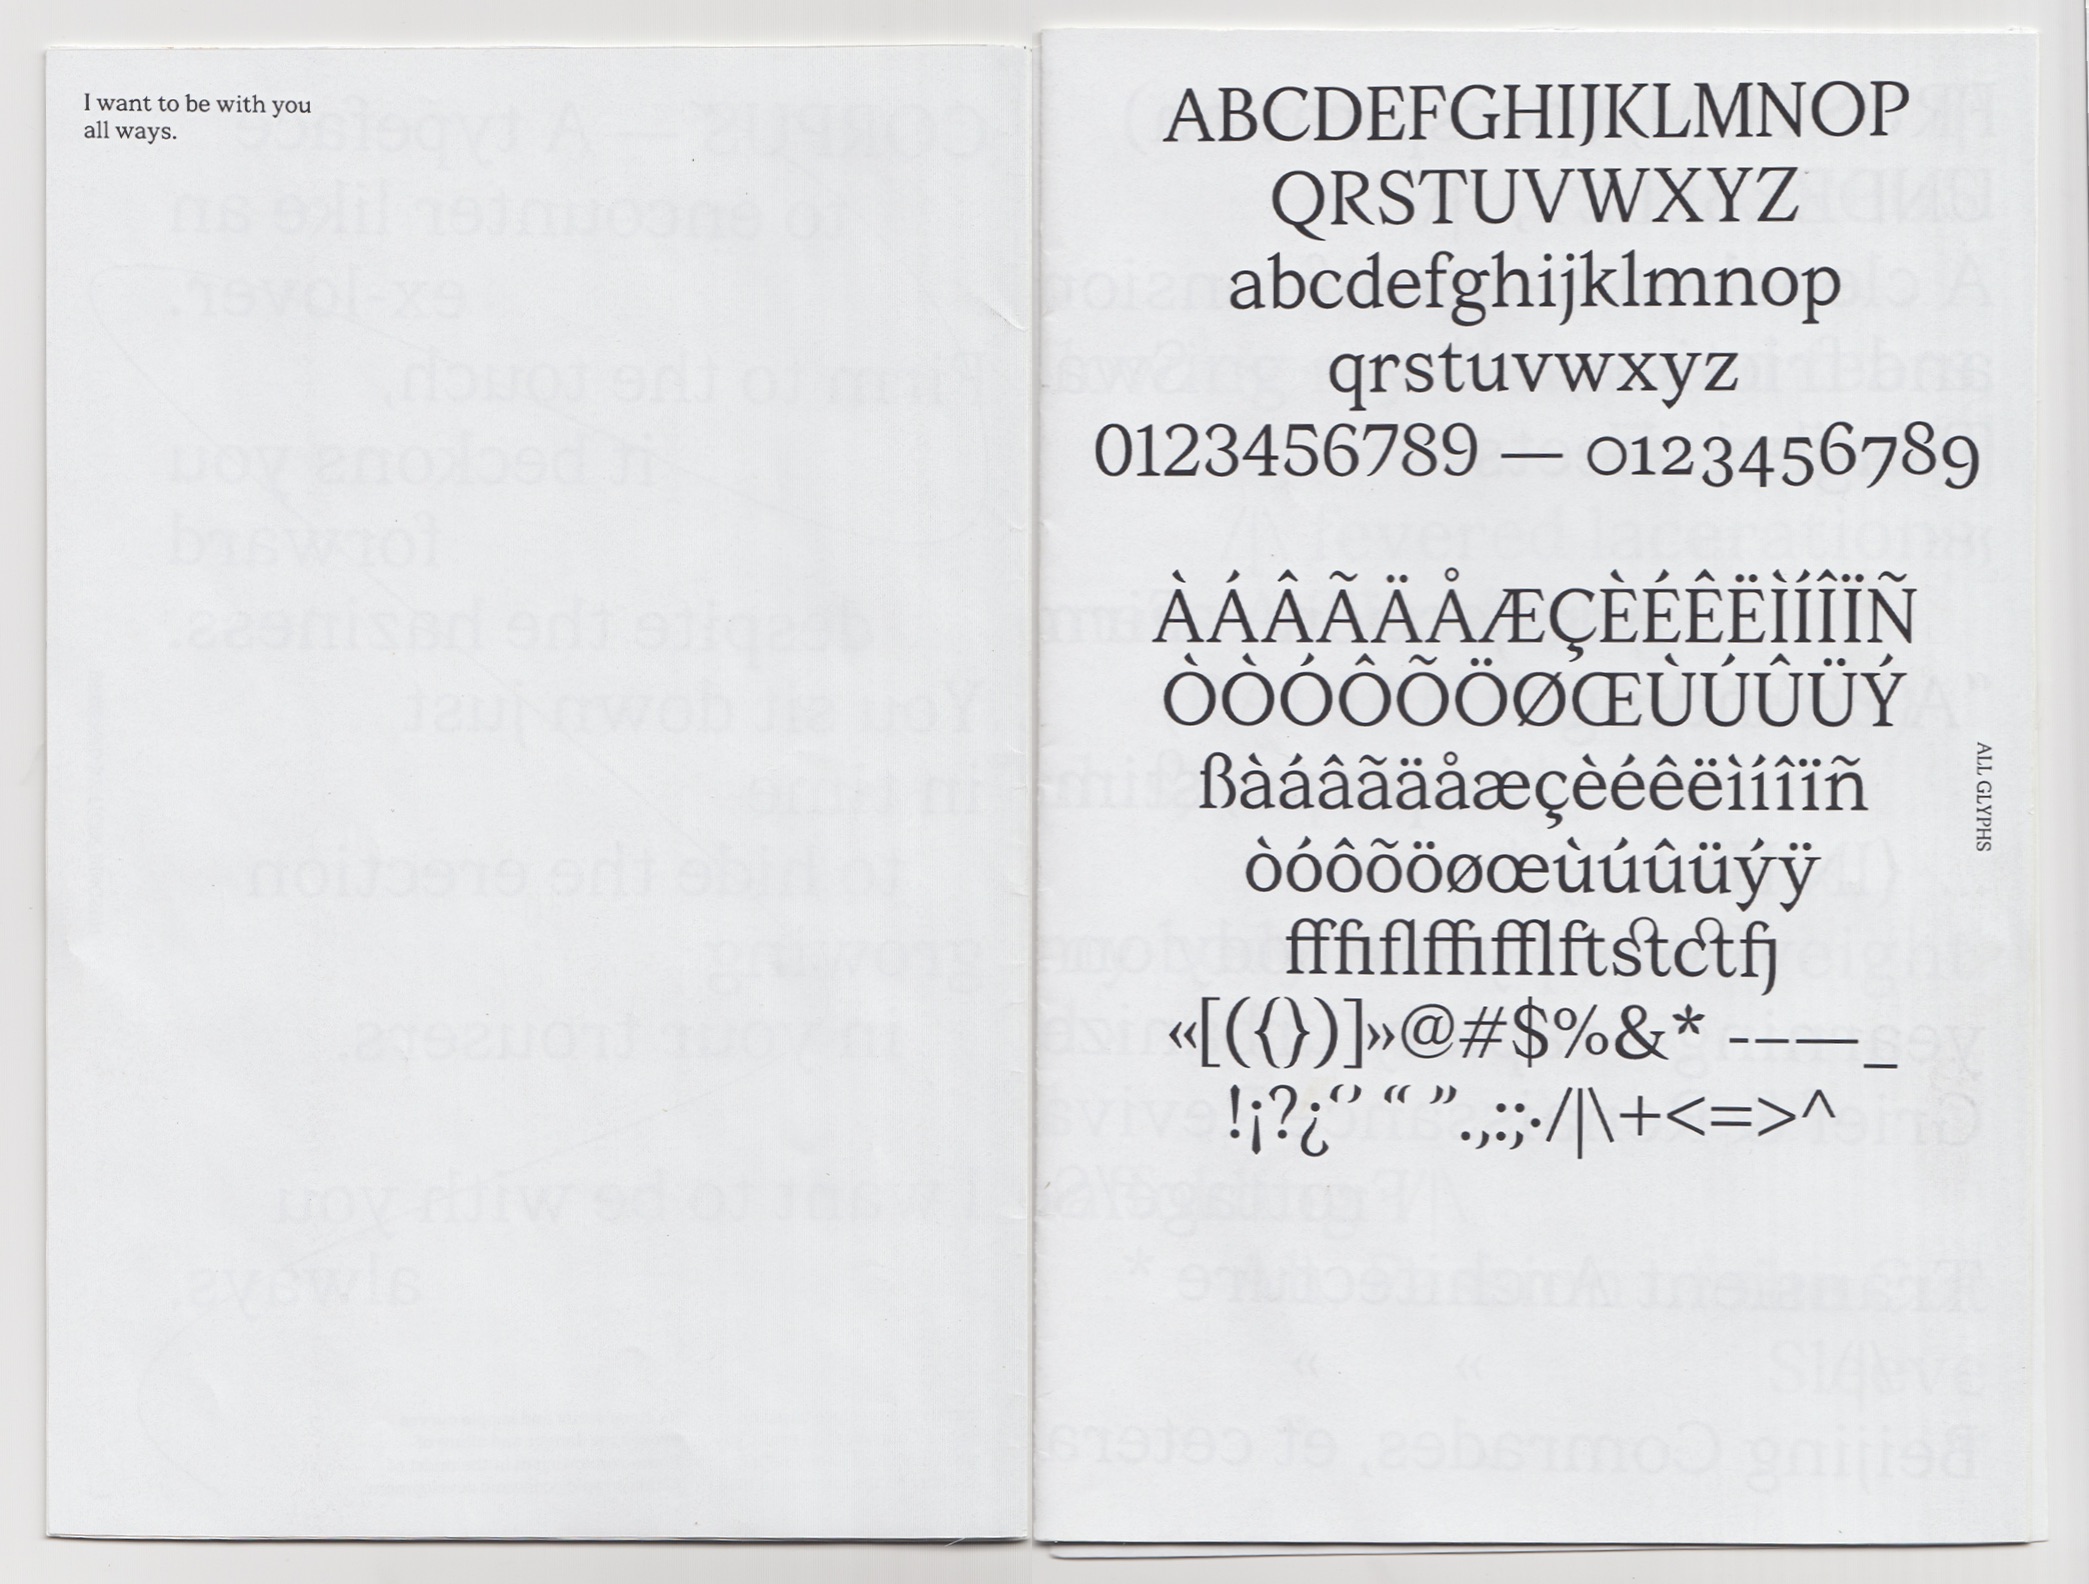 I want to be with you
all ways.
ABCDEFGHIJKLMNOP
QRSTUVWXYZ
abcdefghijklmnop
qrstuvwxyz
0123456789 — 0123456789
ÀÁÂÃÄÅÆÇÈÉÊËÌÍÎÏÑ
ÒÒÓÔÕÖØŒÙÚÛÜÝ
ßàáâãäåæçèéêëìíîïñ
òóôõöøœùúûüýÿ
fffiflffifflftstctfj
«[({})]»@#$%&*-–—_
!¡?¿‘’“”.,:;·/|\+<=>^
ALL GLYPHS